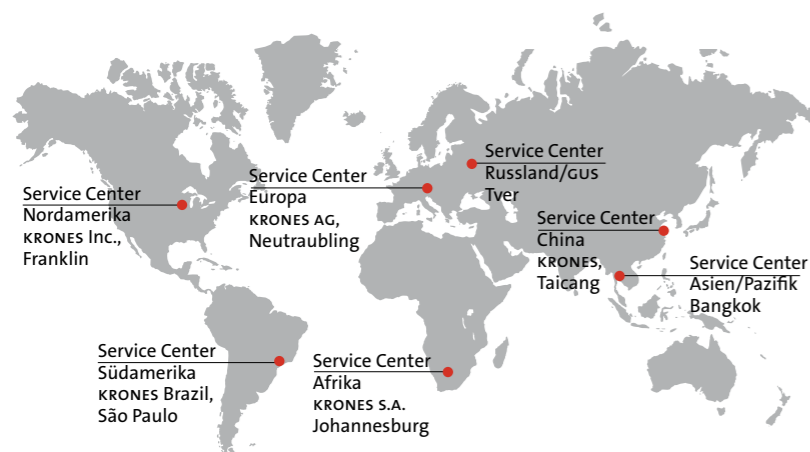 Service Center
Nordamerika
KRONES Inc.,
Franklin
Service Center
Europa
KRONES AG,
Neutraubling
Service Center
Russland/GUS
Tver
Service Center
China
KRONES,
Taicang
Service Center
Asien/Pazifik
Bangkok
Service Center
Südamerika
KRONES Brazil,
São Paulo
Service Center
Afrika
KRONES S.A.
Johannesburg